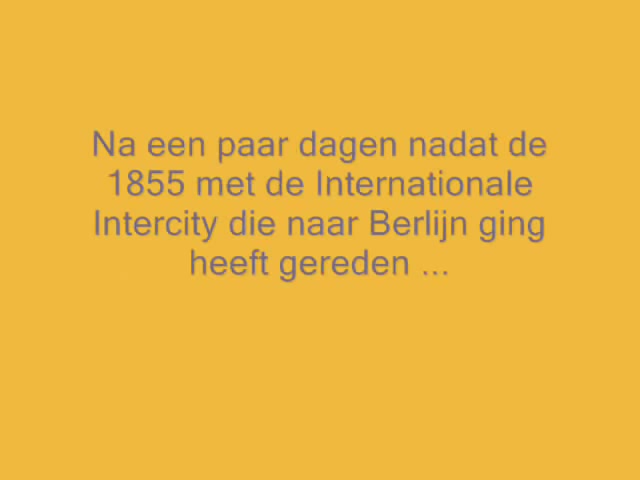 Na een paar dagen nadat de
1855 met de Internationale
Intercity die naar Berlijn ging
heeft gereden ...